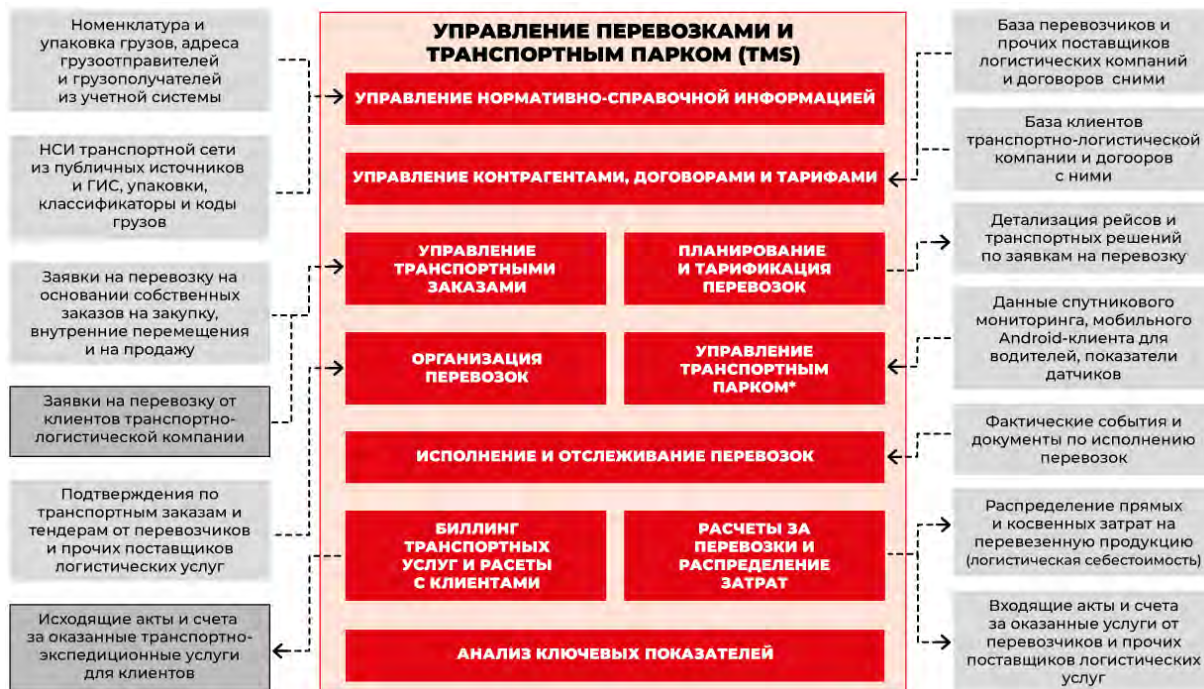 Номенклатура и
упаковка грузов, адреса
грузоотправителей
и грузополучателей
из учетной системы
НСИ транспортной сети
из публичных источников
и ГИС, упаковки,
классификаторы и коды
грузов
Заявки на перевозку на
основании собственных
заказов на закупку,
внутренние перемещения
и на продажу
Заявки на перевозку от
клиентов транспортно-
логистической компании
Подтверждения по
транспортным заказам и
тендерам от перевозчиков
и прочих поставщиков
логистических услуг
Исходящие акты и счета
за оказанные транспортно-
экспедиционные услуги
для клиентов
УПРАВЛЕНИЕ ПЕРЕВОЗКАМИ И
ТРАНСПОРТНЫМ ПАРКОМ (TMS)
УПРАВЛЕНИЕ НОРМАТИВНО-СПРАВОЧНОЙ ИНФОРМАЦИЕЙ
УПРАВЛЕНИЕ КОНТРАГЕНТАМИ, ДОГОВОРАМИ И ТАРИФАМИ
УПРАВЛЕНИЕ
ТРАНСПОРТНЫМИ
ЗАКАЗАМИ
ПЛАНИРОВАНИЕ
И ТАРИФИКАЦИЯ
ПЕРЕВОЗОК
ОРГАНИЗАЦИЯ
ПЕРЕВОЗОК
УПРАВЛЕНИЕ
ТРАНСПОРТНЫМ
ПАРКОМ*
ИСПОЛНЕНИЕ И ОТСЛЕЖИВАНИЕ ПЕРЕВОЗОК
БИЛЛИНГ
ТРАНСПОРТНЫХ
УСЛУГ И РАСЕТЫ
С КЛИЕНТАМИ
РАСЧЕТЫ ЗА
ПЕРЕВОЗКИ И
РАСПРЕДЕЛЕНИЕ
ЗАТРАТ
АНАЛИЗ КЛЮЧЕВЫХ ПОКАЗАТЕЛЕЙ
База перевозчиков и
прочих поставщиков
логистических компаний
и договоров сними
База клиентов
транспортно-логистической
компании и догооров
с ними
Детализация рейсов и
транспортных решений
по заявкам на перевозку
Данные спутникового
мониторинга, мобильного
Android-клиента для
водителей, показатели
датчиков
Фактические события и
документы по исполнению
перевозок
Распределение прямых
и косвенных затрат на
перевезенную продукцию
(логистическая себестоимость)
Входящие акты и счета
за оказанные услуги от
перевозчиков и прочих
поставщиков логистических
услуг